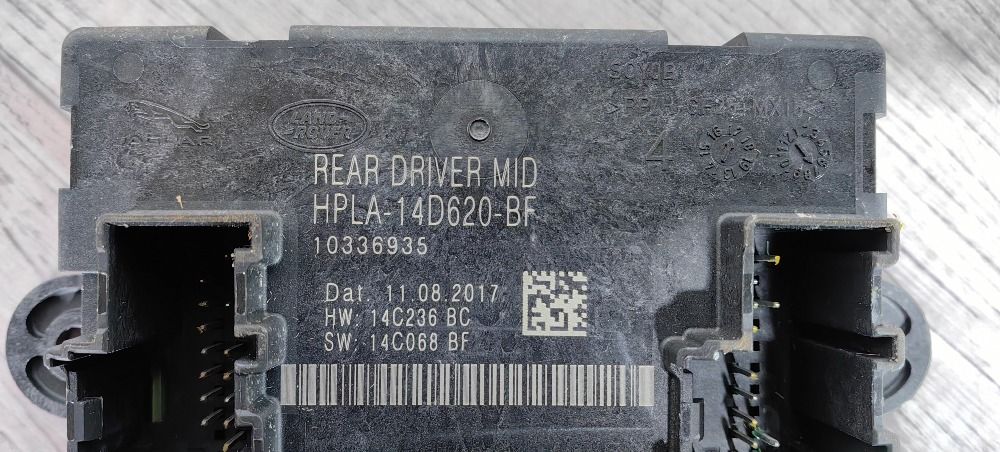 JAGUAR
LAND
ROVER
4
REAR DRIVER MID
HPLA-14D620-BF
10336935
Dat. 11.08.2017
HW: 14C236 BC
SW: 14C068 BF